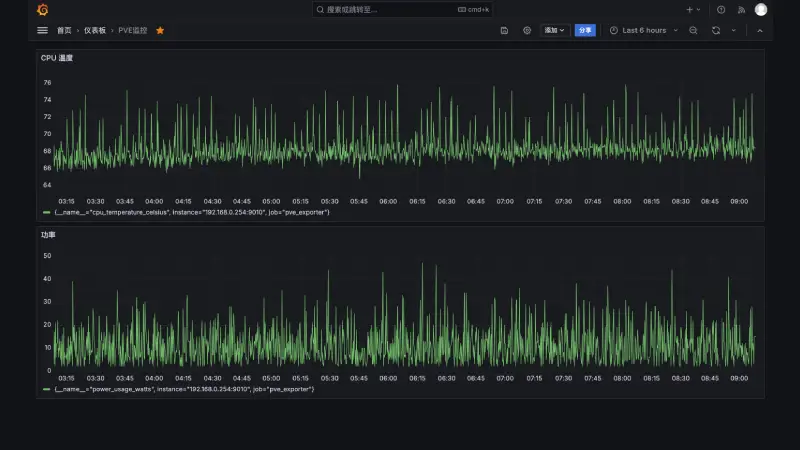 搜索或跳转至... cmd+k
首页 › 仪表板 › PVE监控 添加 分享 Last 6 hours
CPU 温度
76
74
72
70
68
66
64
03:15 03:30 03:45 04:00 04:15 04:30 04:45 05:00 05:15 05:30 05:45 06:00 06:15 06:30 06:45 07:00 07:15 07:30 07:45 08:00 08:15 08:30 08:45 09:00
{__name__="cpu_temperature_celsius", instance="192.168.0.254:9010", job="pve_exporter"}
功率
50
40
30
20
10
0
03:15 03:30 03:45 04:00 04:15 04:30 04:45 05:00 05:15 05:30 05:45 06:00 06:15 06:30 06:45 07:00 07:15 07:30 07:45 08:00 08:15 08:30 08:45 09:00
{__name__="power_usage_watts", instance="192.168.0.254:9010", job="pve_exporter"}